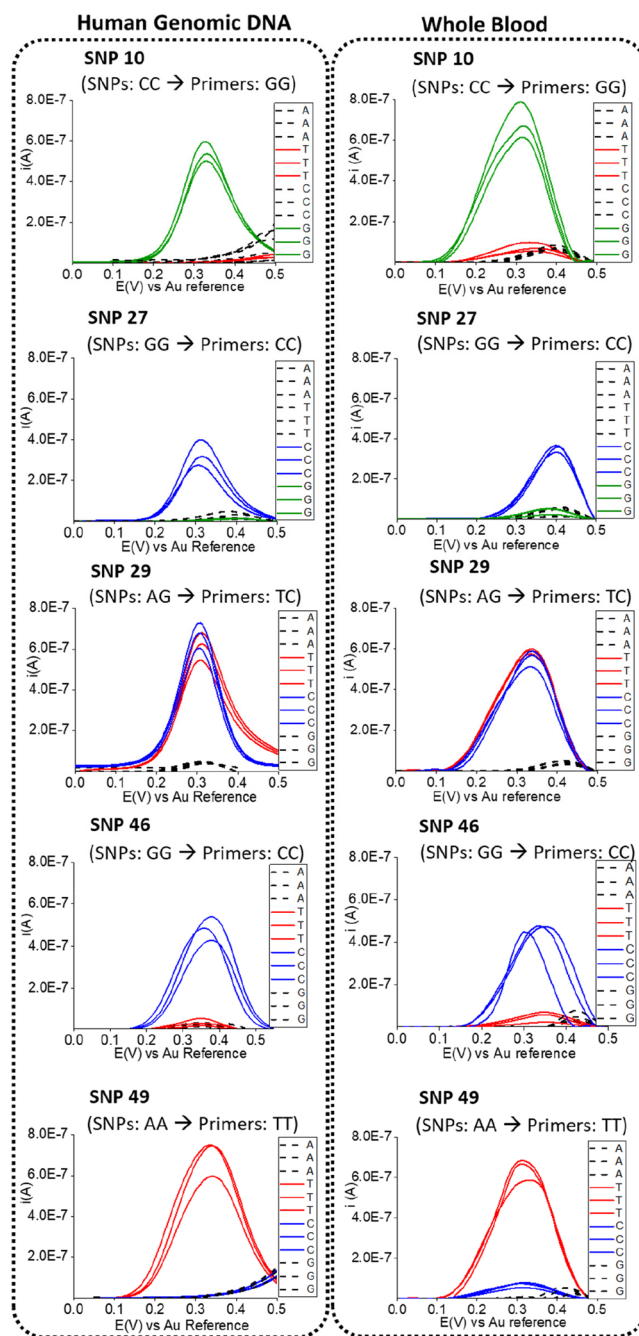 Human Genomic DNA
SNP 10
(SNPs: CC → Primers: GG)
8.0E-7
6.0E-7
4.0E-7
2.0E-7
i(A)
0.0 0.1 0.2 0.3 0.4 0.5
E(V) vs Au reference
A
A
A
T
T
T
C
C
C
G
G
G
SNP 27
(SNPs: GG → Primers: CC)
8.0E-7
6.0E-7
4.0E-7
2.0E-7
i(A)
0.0 0.1 0.2 0.3 0.4 0.5
E(V) vs Au Reference
A
A
A
T
T
T
C
C
C
G
G
G
SNP 29
(SNPs: AG → Primers: TC)
8.0E-7
6.0E-7
4.0E-7
2.0E-7
i(A)
0.0 0.1 0.2 0.3 0.4 0.5
E(V) vs Au Reference
A
A
A
T
T
T
C
C
C
G
G
G
SNP 46
(SNPs: GG → Primers: CC)
8.0E-7
6.0E-7
4.0E-7
2.0E-7
i(A)
0.0 0.1 0.2 0.3 0.4 0.5
E(V) vs Au Reference
A
A
A
T
T
T
C
C
C
G
G
G
SNP 49
(SNPs: AA → Primers: TT)
8.0E-7
6.0E-7
4.0E-7
2.0E-7
i(A)
0.0 0.1 0.2 0.3 0.4 0.5
E(V) vs Au Reference
A
A
A
T
T
T
C
C
C
G
G
G
Whole Blood
SNP 10
(SNPs: CC → Primers: GG)
8.0E-7
6.0E-7
4.0E-7
2.0E-7
i (A)
0.0 0.1 0.2 0.3 0.4 0.5
E(V) vs Au reference
A
A
A
T
T
T
C
C
C
G
G
G
SNP 27
(SNPs: GG → Primers: CC)
8.0E-7
6.0E-7
4.0E-7
2.0E-7
i (A)
0.0 0.1 0.2 0.3 0.4 0.5
E(V) vs Au Reference
A
A
A
T
T
T
C
C
C
G
G
G
SNP 29
(SNPs: AG → Primers: TC)
8.0E-7
6.0E-7
4.0E-7
2.0E-7
i (A)
0.0 0.1 0.2 0.3 0.4 0.5
E(V) vs Au reference
A
A
A
T
T
T
C
C
C
G
G
G
SNP 46
(SNPs: GG → Primers: CC)
8.0E-7
6.0E-7
4.0E-7
2.0E-7
i (A)
0.0 0.1 0.2 0.3 0.4 0.5
E(V) vs Au Reference
A
A
A
T
T
T
C
C
C
G
G
G
SNP 49
(SNPs: AA → Primers: TT)
8.0E-7
6.0E-7
4.0E-7
2.0E-7
i (A)
0.0 0.1 0.2 0.3 0.4 0.5
E(V) vs Au Reference
A
A
A
T
T
T
C
C
C
G
G
G